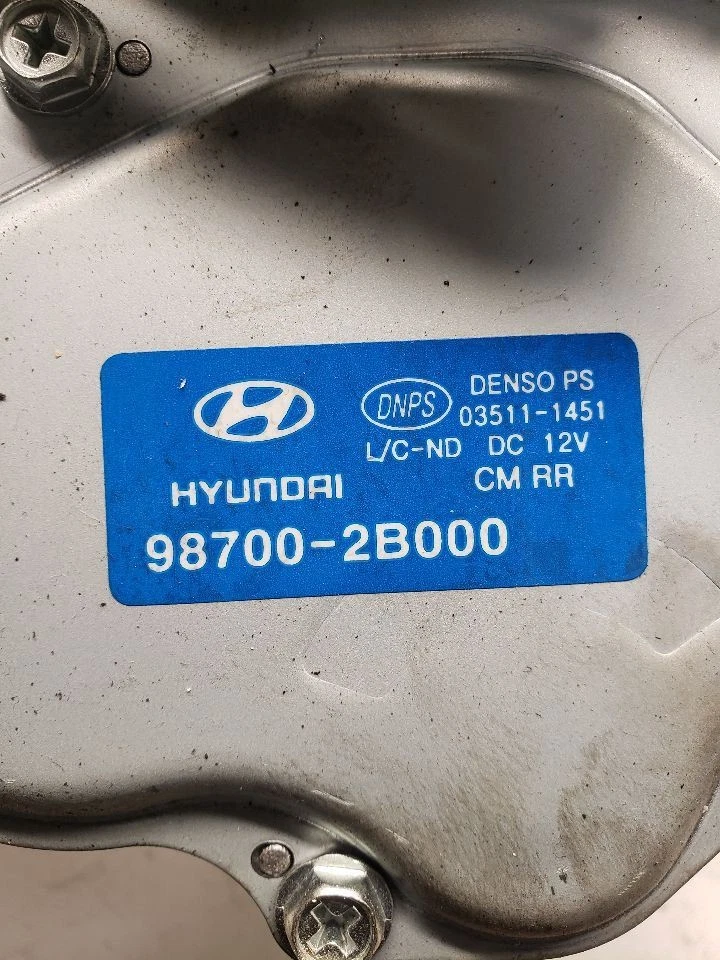 DNPS
DENSO PS
03511-1451
L/C-ND DC 12V
HYUNDAI
CM RR
98700-2B000